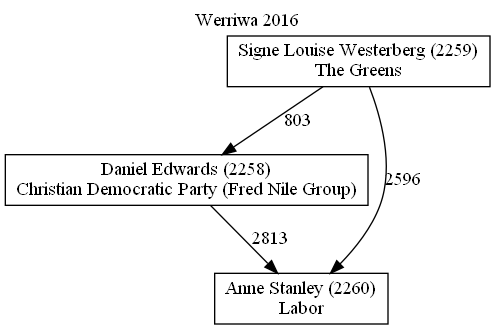 Werriwa 2016
Signe Louise Westerberg (2259)
The Greens
803
Daniel Edwards (2258)
Christian Democratic Party (Fred Nile Group)
2596
2813
Anne Stanley (2260)
Labor